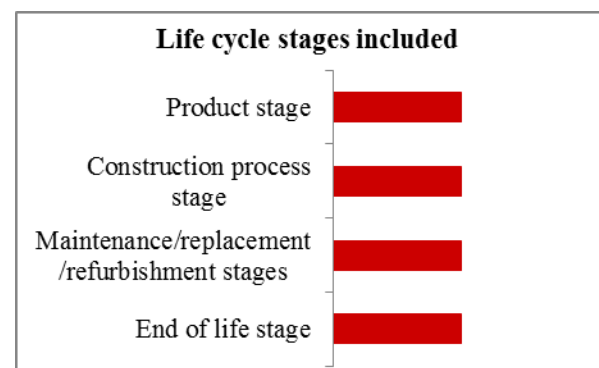 Life cycle stages included
Product stage
Construction process
stage
Maintenance/replacement
/refurbishment stages
End of life stage